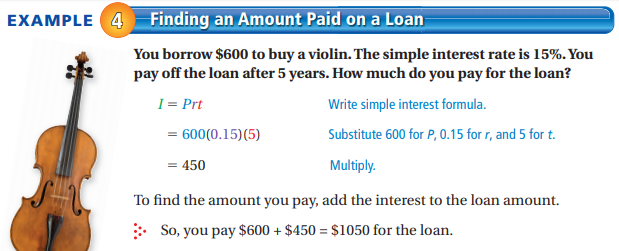 EXAMPLE 4 Finding an Amount Paid on a Loan
You borrow $600 to buy a violin. The simple interest rate is 15%. You
pay off the loan after 5 years. How much do you pay for the loan?
I = Prt Write simple interest formula.
= 600(0.15)(5) Substitute 600 for P, 0.15 for r, and 5 for t.
= 450 Multiply.
To find the amount you pay, add the interest to the loan amount.
So, you pay $600 + $450 = $1050 for the loan.